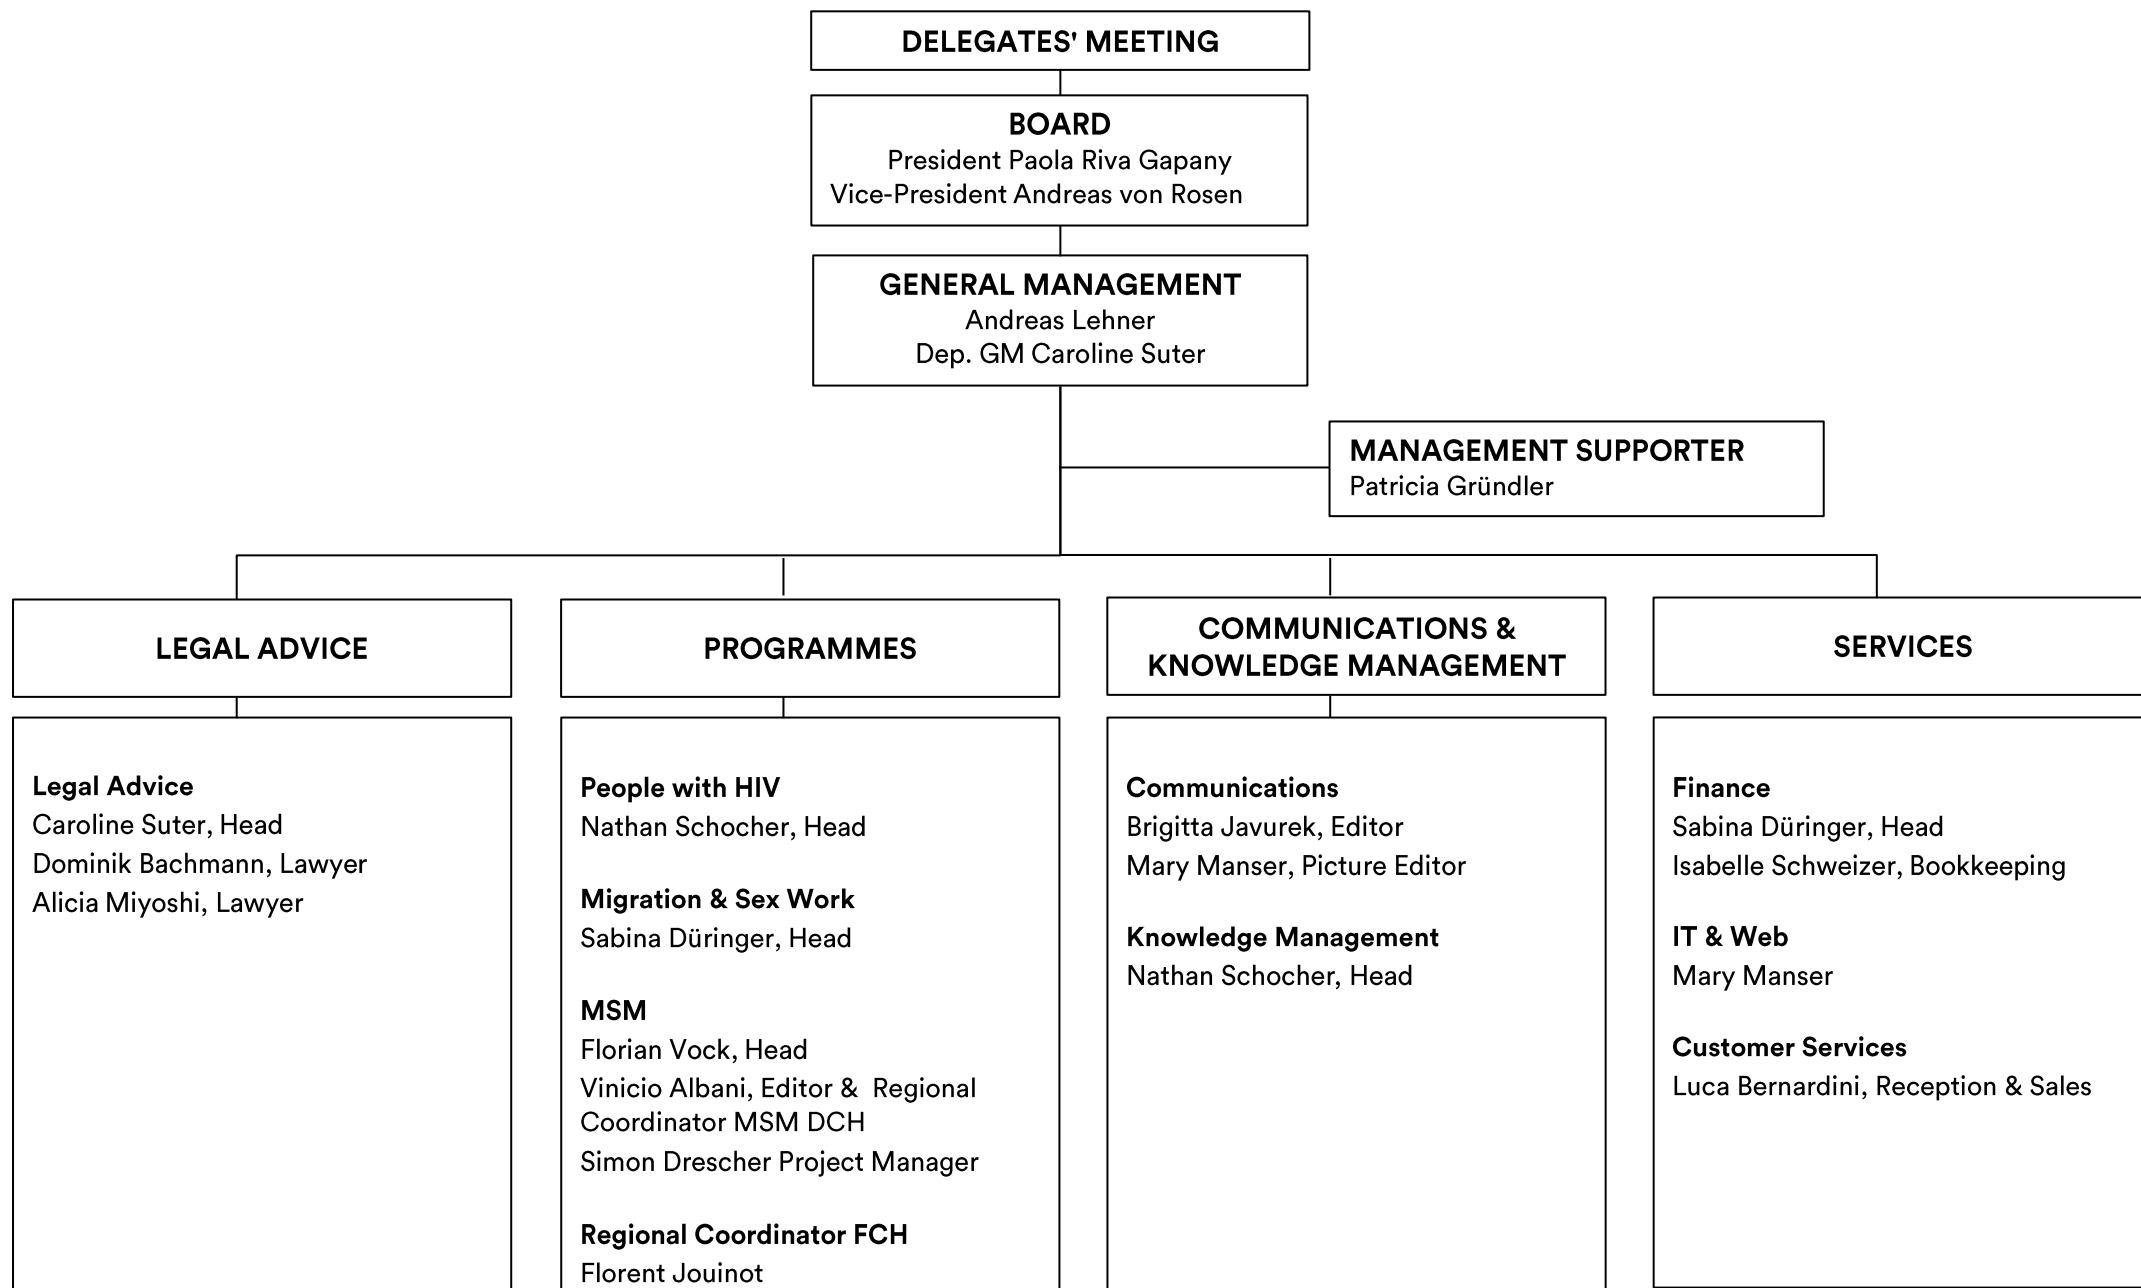 DELEGATES' MEETING
BOARD
President Paola Riva Gapany
Vice-President Andreas von Rosen
GENERAL MANAGEMENT
Andreas Lehner
Dep. GM Caroline Suter
MANAGEMENT SUPPORTER
Patricia Gründler
LEGAL ADVICE
Legal Advice
Caroline Suter, Head
Dominik Bachmann, Lawyer
Alicia Miyoshi, Lawyer
PROGRAMMES
People with HIV
Nathan Schocher, Head
Migration & Sex Work
Sabina Düringer, Head
MSM
Florian Vock, Head
Vinicio Albani, Editor &  Regional
Coordinator MSM DCH
Simon Drescher Project Manager
Regional Coordinator FCH
Florent Jouinot
COMMUNICATIONS &
KNOWLEDGE MANAGEMENT
Communications
Brigitta Javurek, Editor
Mary Manser, Picture Editor
Knowledge Management
Nathan Schocher, Head
SERVICES
Finance
Sabina Düringer, Head
Isabelle Schweizer, Bookkeeping
IT & Web
Mary Manser
Customer Services
Luca Bernardini, Reception & Sales